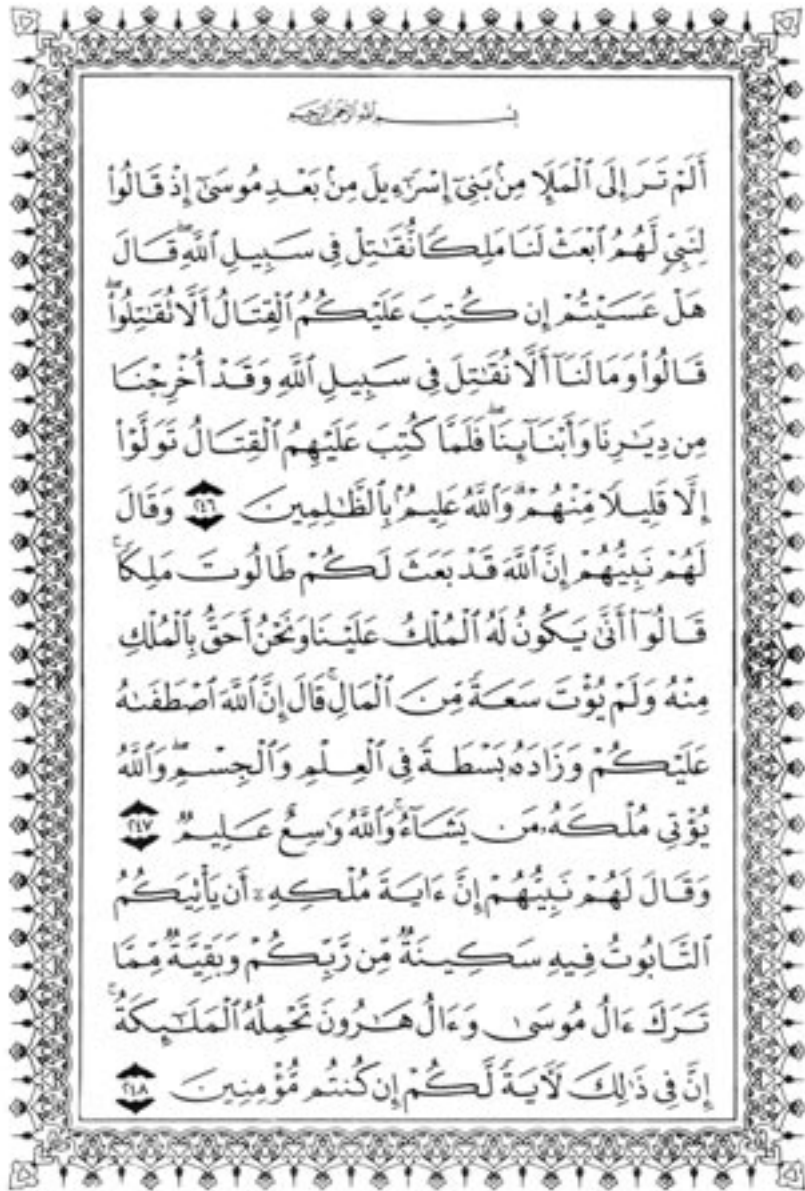 بِسْمِ ٱللَّهِ ٱلرَّحْمَٰنِ ٱلرَّحِيمِ
أَلَمْ تَرَ إِلَى ٱلْمَلَإِ مِنۢ بَنِىٓ إِسْرَٰٓءِيلَ مِنۢ بَعْدِ مُوسَىٰٓ إِذْ قَالُوا۟
لِنَبِىٍّ لَّهُمُ ٱبْعَثْ لَنَا مَلِكًا نُّقَٰتِلْ فِى سَبِيلِ ٱللَّهِ ۖ قَالَ
هَلْ عَسَيْتُمْ إِن كُتِبَ عَلَيْكُمُ ٱلْقِتَالُ أَلَّا تُقَٰتِلُوا۟ ۖ
قَالُوا۟ وَمَا لَنَآ أَلَّا نُقَٰتِلَ فِى سَبِيلِ ٱللَّهِ وَقَدْ أُخْرِجْنَا
مِن دِيَٰرِنَا وَأَبْنَآئِنَا ۖ فَلَمَّا كُتِبَ عَلَيْهِمُ ٱلْقِتَالُ تَوَلَّوْا۟
إِلَّا قَلِيلًا مِّنْهُمْ ۗ وَٱللَّهُ عَلِيمٌۢ بِٱلظَّٰلِمِينَ ٢٤٦ وَقَالَ
لَهُمْ نَبِيُّهُمْ إِنَّ ٱللَّهَ قَدْ بَعَثَ لَكُمْ طَالُوتَ مَلِكًا ۚ
قَالُوٓا۟ أَنَّىٰ يَكُونُ لَهُ ٱلْمُلْكُ عَلَيْنَا وَنَحْنُ أَحَقُّ بِٱلْمُلْكِ
مِنْهُ وَلَمْ يُؤْتَ سَعَةً مِّنَ ٱلْمَالِ ۚ قَالَ إِنَّ ٱللَّهَ ٱصْطَفَىٰهُ
عَلَيْكُمْ وَزَادَهُۥ بَسْطَةً فِى ٱلْعِلْمِ وَٱلْجِسْمِ ۖ وَٱللَّهُ
يُؤْتِى مُلْكَهُۥ مَن يَشَآءُ ۚ وَٱللَّهُ وَٰسِعٌ عَلِيمٌ ٢٤٧
وَقَالَ لَهُمْ نَبِيُّهُمْ إِنَّ ءَايَةَ مُلْكِهِۦٓ أَن يَأْتِيَكُمُ
ٱلتَّابُوتُ فِيهِ سَكِينَةٌ مِّن رَّبِّكُمْ وَبَقِيَّةٌ مِّمَّا
تَرَكَ ءَالُ مُوسَىٰ وَءَالُ هَٰرُونَ تَحْمِلُهُ ٱلْمَلَٰٓئِكَةُ ۚ
إِنَّ فِى ذَٰلِكَ لَءَايَةً لَّكُمْ إِن كُنتُم مُّؤْمِنِينَ ٢٤٨